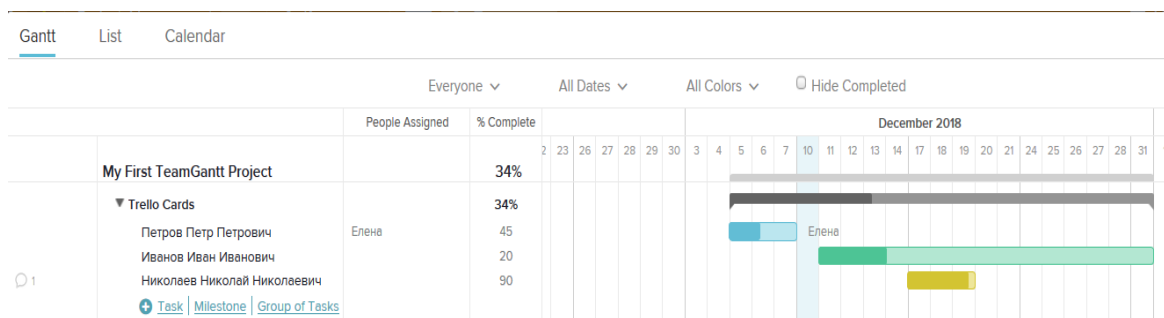 Gantt List Calendar
Everyone All Dates All Colors Hide Completed
People Assigned % Complete December 2018
2 23 26 27 28 29 30 3 4 5 6 7 10 11 12 13 14 17 18 19 20 21 24 25 26 27 28 31
My First TeamGantt Project 34%
Trello Cards 34%
Петров Петр Петрович Елена 45 Елена
Иванов Иван Иванович 20
1 Николаев Николай Николаевич 90
Task Milestone Group of Tasks